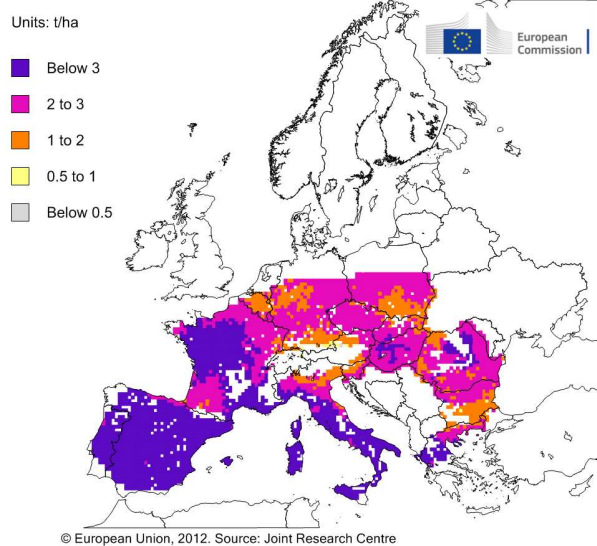 Units: t/ha
European
Commission
Below 3
2 to 3
1 to 2
0.5 to 1
Below 0.5
© European Union, 2012. Source: Joint Research Centre